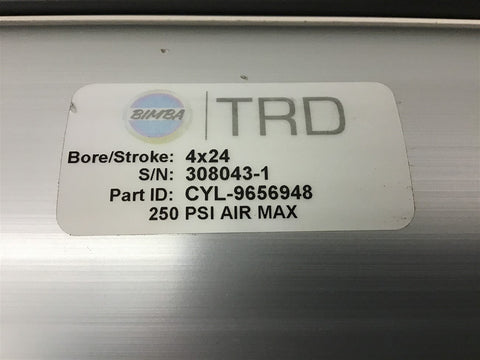 BIMBA | TRD
Bore/Stroke: 4x24
S/N: 308043-1
Part ID: CYL-9656948
250 PSI AIR MAX